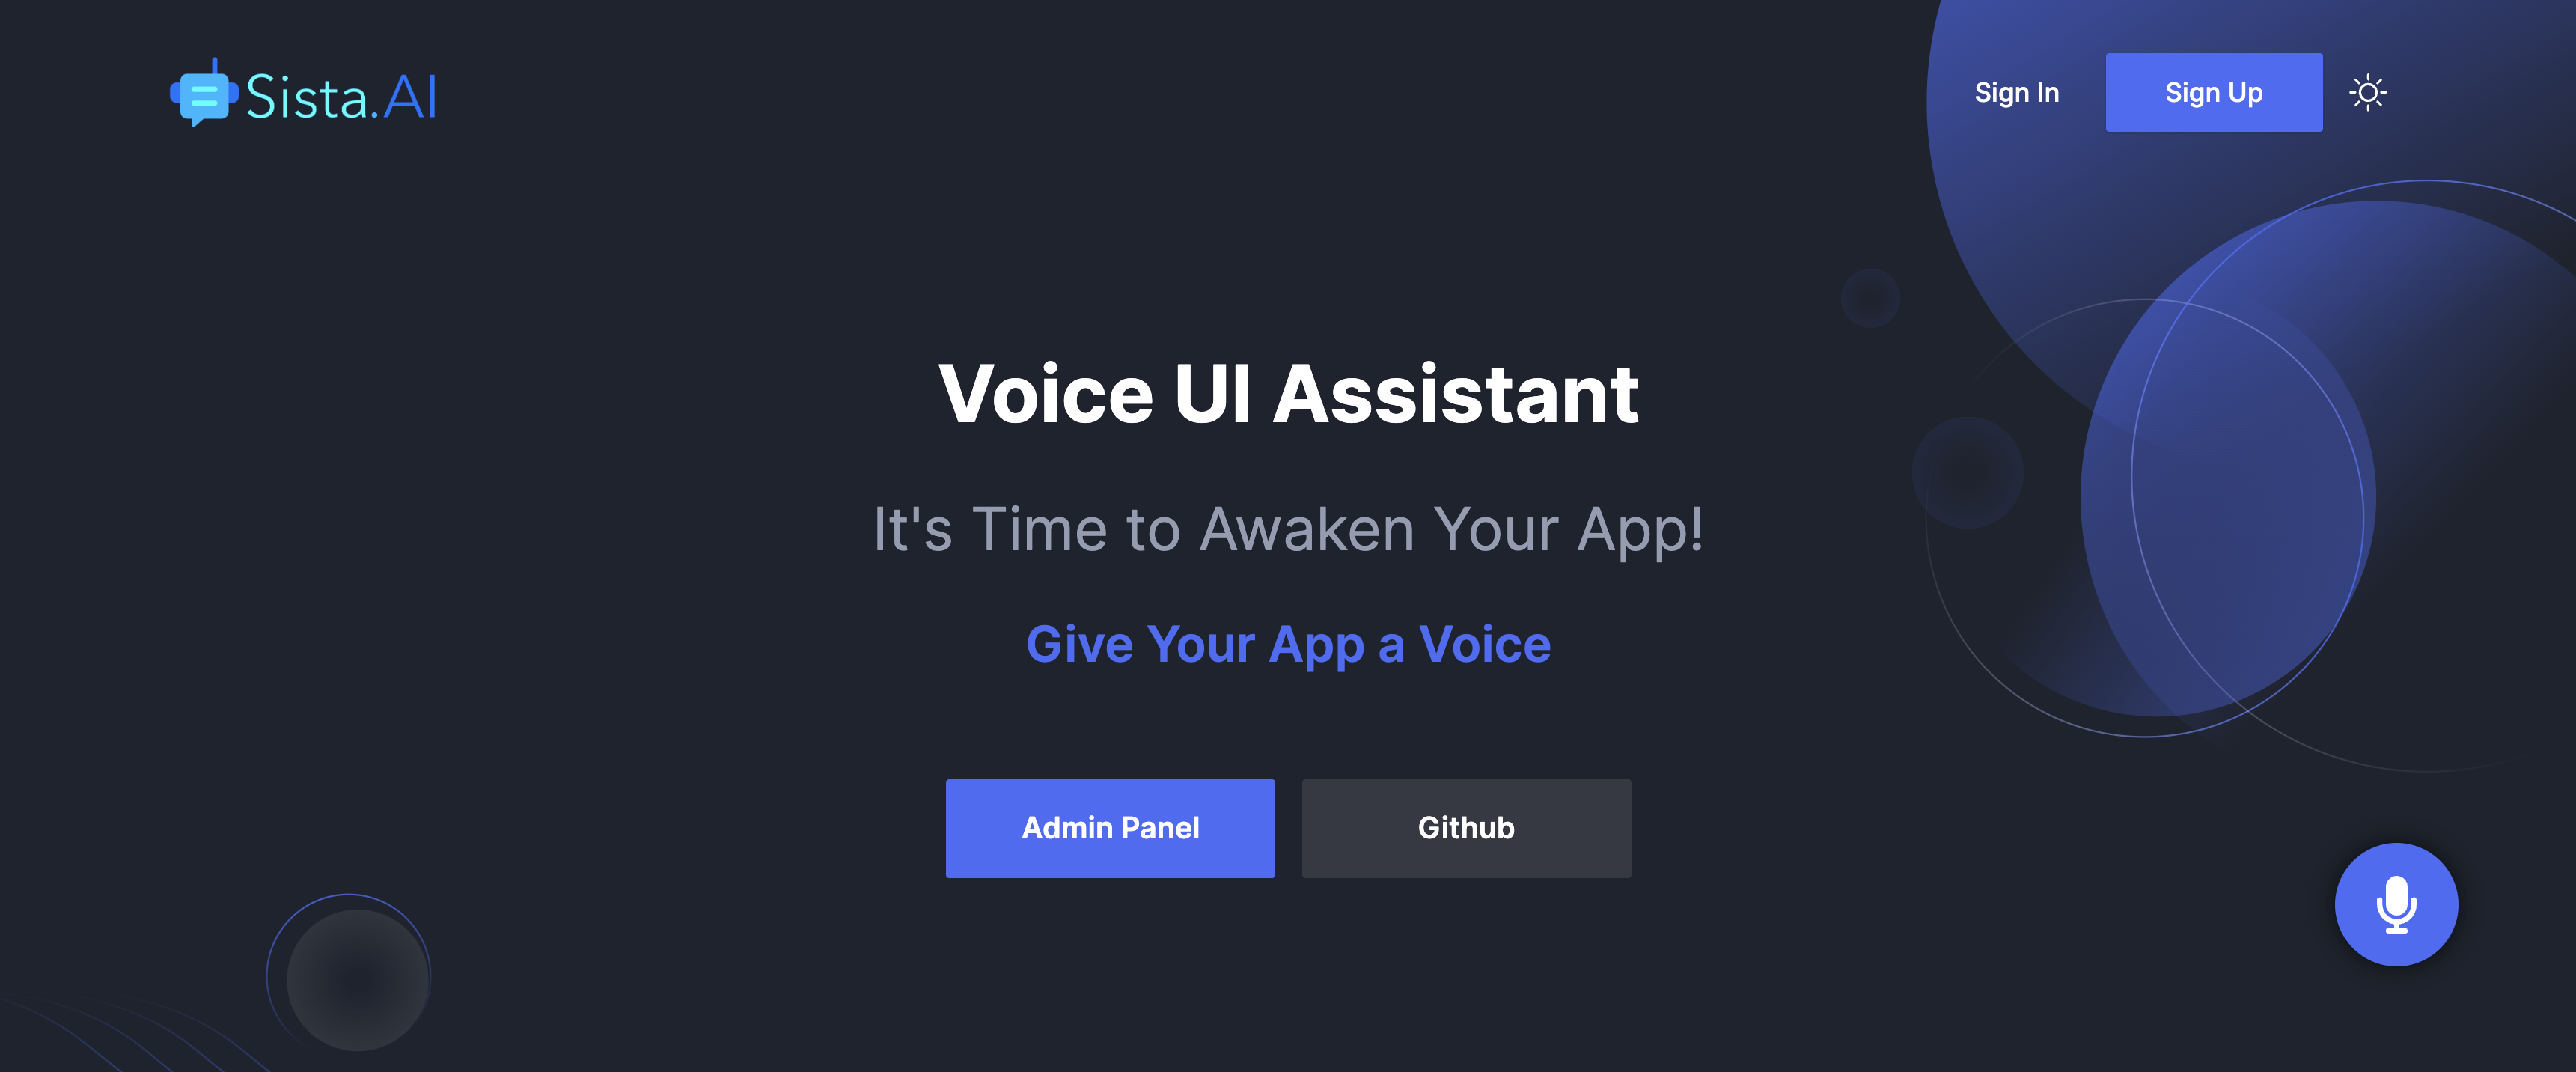 Sista.AI
Sign In
Sign Up
Voice UI Assistant
It's Time to Awaken Your App!
Give Your App a Voice
Admin Panel
Github